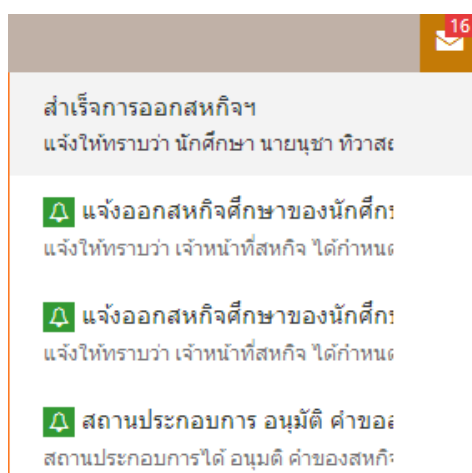 16
สำเร็จการออกสหกิจฯ
แจ้งให้ทราบว่า นักศึกษา นายนุชา ทิวาส
แจ้งออกสหกิจศึกษาของนักศึก
แจ้งให้ทราบว่า เจ้าหน้าที่สหกิจ ได้กำหน
แจ้งออกสหกิจศึกษาของนักศึก
แจ้งให้ทราบว่า เจ้าหน้าที่สหกิจ ได้กำหน
สถานประกอบการ อนุมัติ คำขอ
สถานประกอบการได้ อนุมติ คำของสหกิ